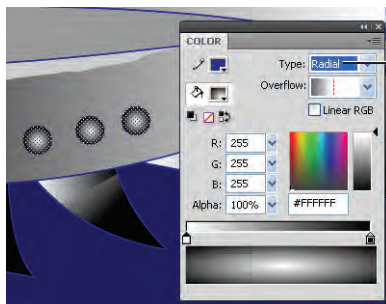 COLOR
Type: Radial
Overflow:
Linear RGB
R: 255
G: 255
B: 255
Alpha: 100% #FFFFFF